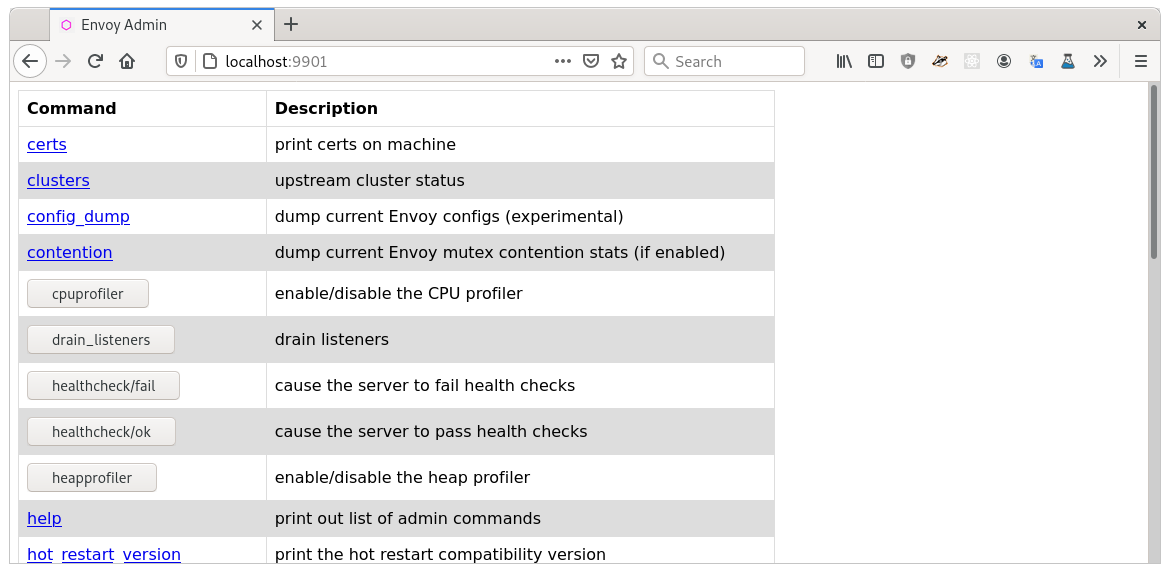 Envoy Admin
localhost:9901
Search
Command Description
certs print certs on machine
clusters upstream cluster status
config_dump dump current Envoy configs (experimental)
contention dump current Envoy mutex contention stats (if enabled)
cpuprofiler enable/disable the CPU profiler
drain_listeners drain listeners
healthcheck/fail cause the server to fail health checks
healthcheck/ok cause the server to pass health checks
heapprofiler enable/disable the heap profiler
help print out list of admin commands
hot_restart_version print the hot restart compatibility version